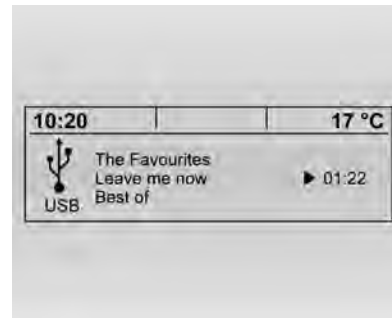 10:20 17 °C
The Favourites
Leave me now
01:22
Best of
USB